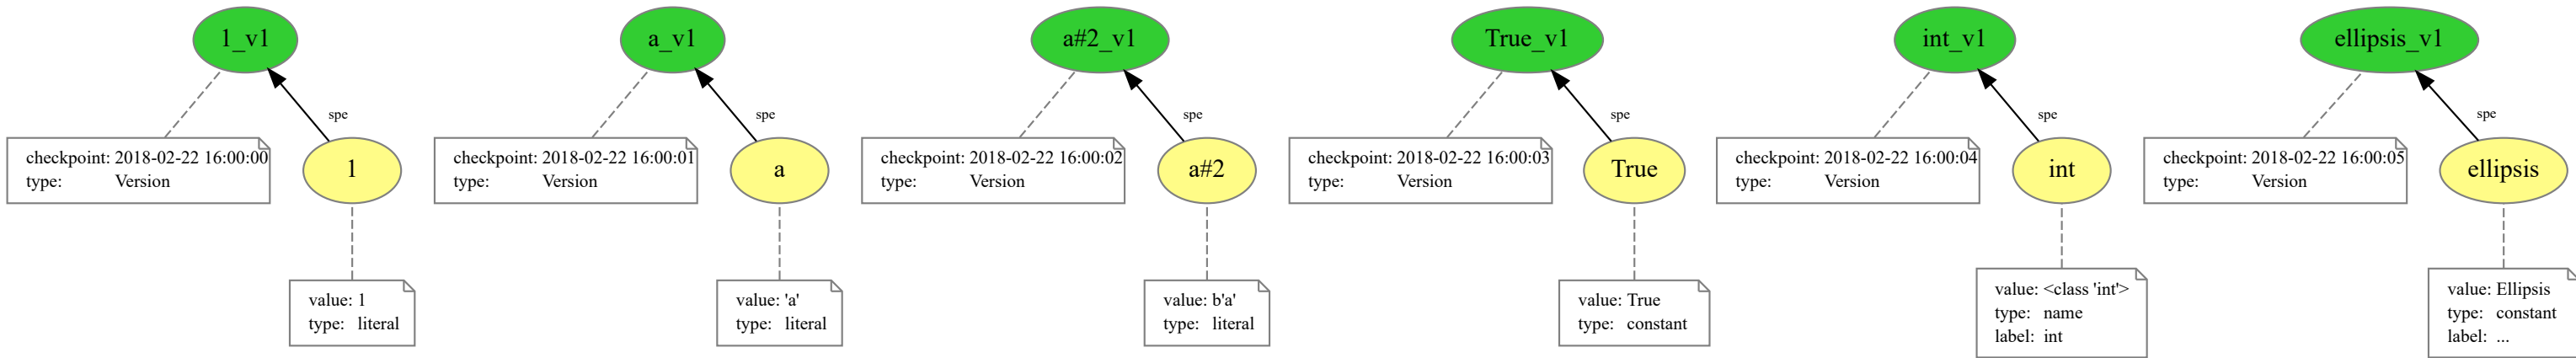 1_v1
a_v1
a#2_v1
True_v1
int_v1
ellipsis_v1
spe
spe
spe
spe
spe
spe
checkpoint: 2018-02-22 16:00:00
type: Version
1
checkpoint: 2018-02-22 16:00:01
type: Version
a
checkpoint: 2018-02-22 16:00:02
type: Version
a#2
checkpoint: 2018-02-22 16:00:03
type: Version
True
checkpoint: 2018-02-22 16:00:04
type: Version
int
checkpoint: 2018-02-22 16:00:05
type: Version
ellipsis
value: 1
type: literal
value: 'a'
type: literal
value: b'a'
type: literal
value: True
type: constant
value: <class 'int'>
type: name
label: int
value: Ellipsis
type: constant
label: ...